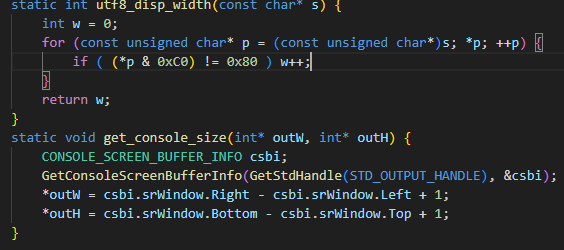 static int utf8_disp_width(const char* s) {
int w = 0;
for (const unsigned char* p = (const unsigned char*)s; *p; ++p) {
if ( (*p & 0xC0) != 0x80 ) w++;
}
return w;
}
static void get_console_size(int* outW, int* outH) {
CONSOLE_SCREEN_BUFFER_INFO csbi;
GetConsoleScreenBufferInfo(GetStdHandle(STD_OUTPUT_HANDLE), &csbi);
*outW = csbi.srWindow.Right - csbi.srWindow.Left + 1;
*outH = csbi.srWindow.Bottom - csbi.srWindow.Top + 1;
}